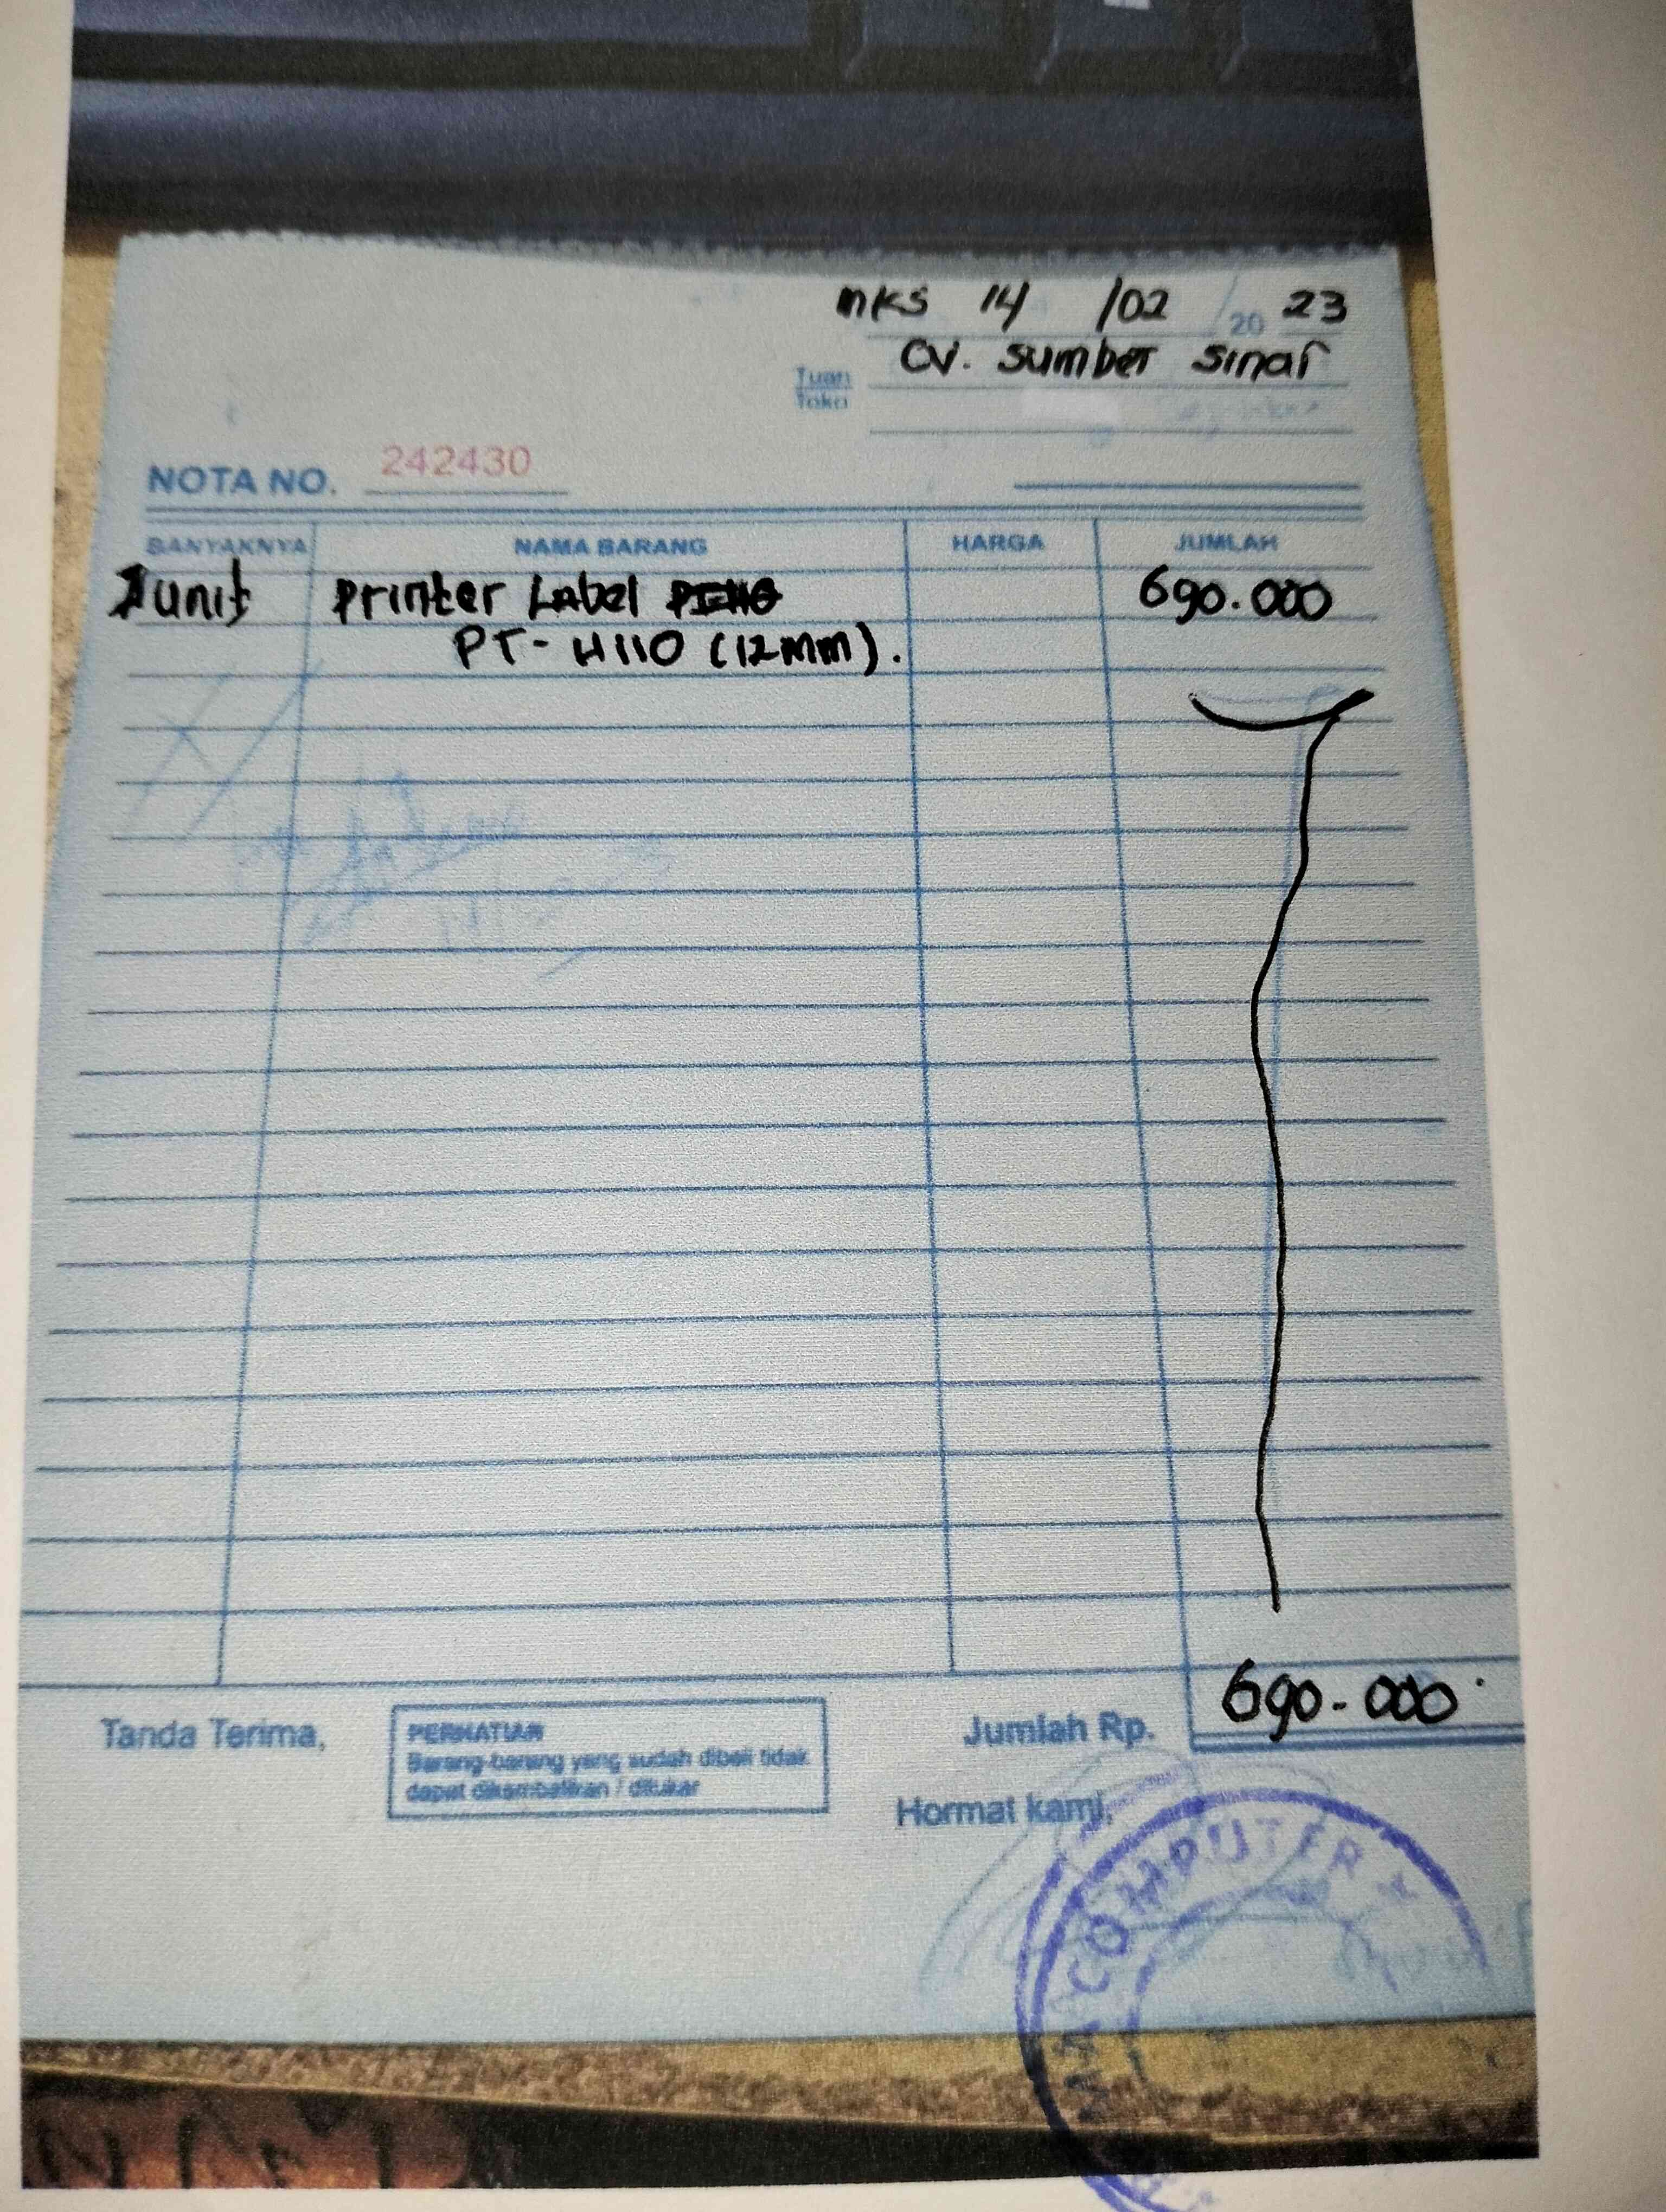 mks 14 /02 / 20 23
CV. Sumber Sinar
Tuan
Toko
NOTA NO. 242430
BANYAKNYA NAMA BARANG HARGA JUMLAH
1 unit Printer Label 690.000
PT-H110 (12mm).
690-000
Tanda Terima,
PERHATIAN
Barang-barang yang sudah dibeli tidak
dapat dikembalikan / ditukar
Jumlah Rp.
Hormat kami,
COMPUTER